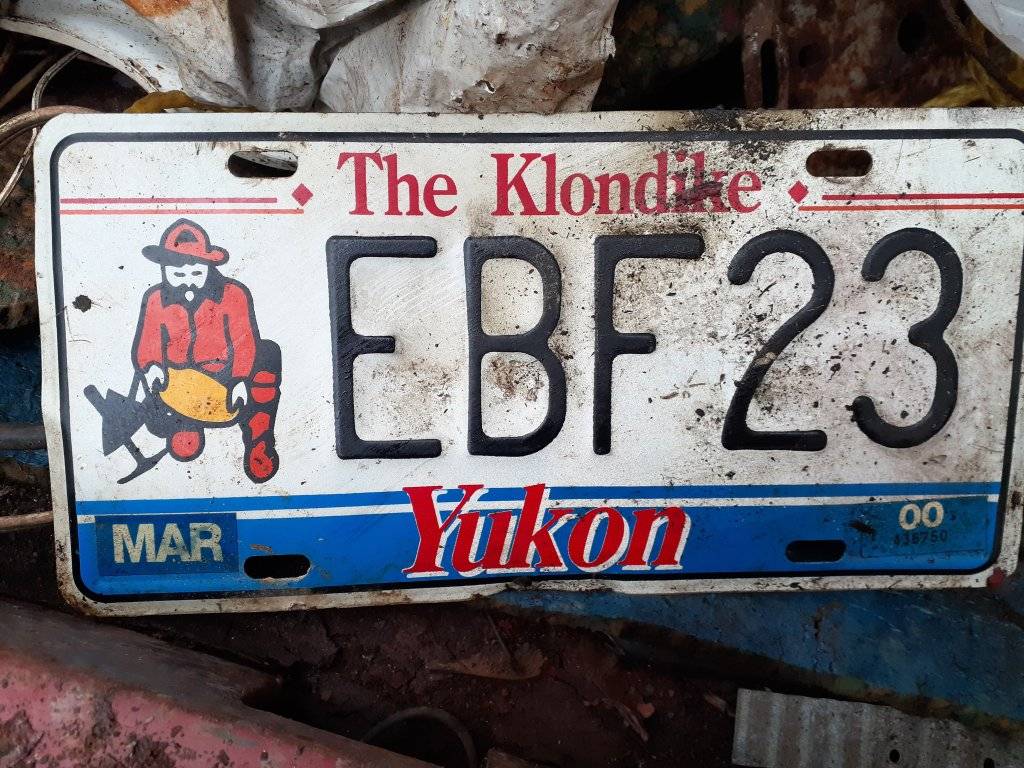 The Klondike
EBF23
Yukon
MAR
00